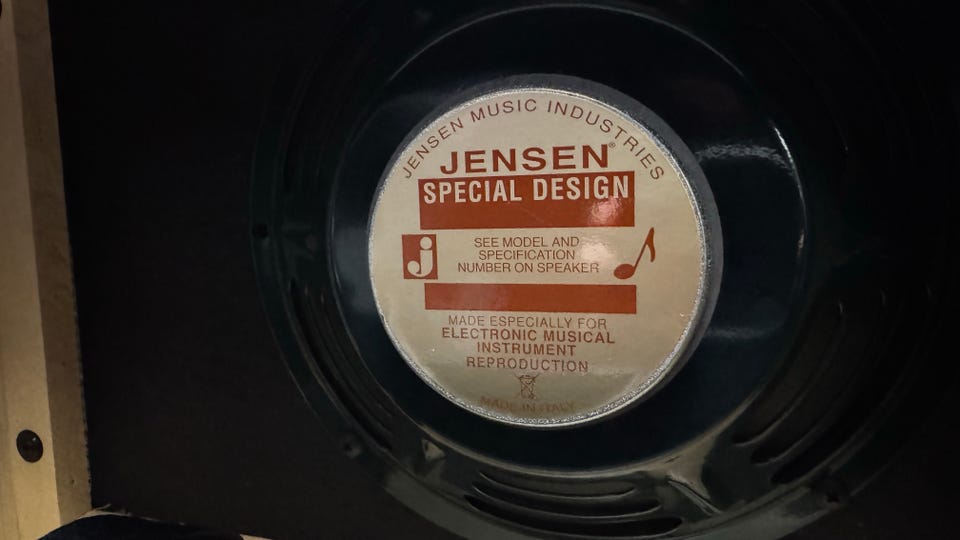 JENSEN MUSIC INDUSTRIES
JENSEN®
SPECIAL DESIGN
j
SEE MODEL AND
SPECIFICATION
NUMBER ON SPEAKER
MADE ESPECIALLY FOR
ELECTRONIC MUSICAL
INSTRUMENT
REPRODUCTION
MADE IN ITALY